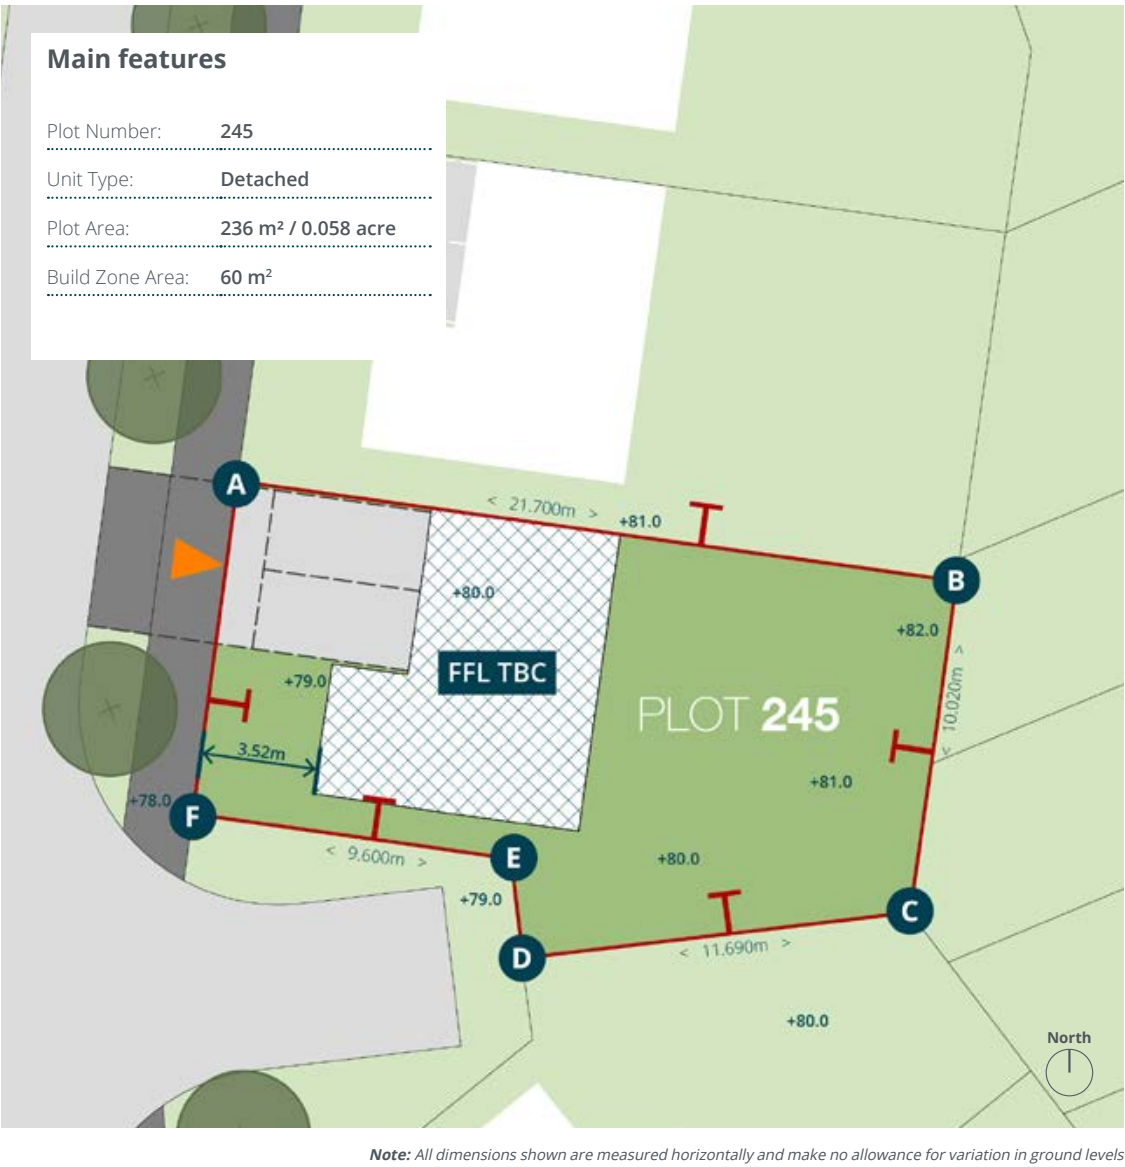 Main features
Plot Number: 245
Unit Type: Detached
Plot Area: 236 m² / 0.058 acre
Build Zone Area: 60 m²
A
< 21.700m >
+81.0
B
+80.0
+82.0
FFL TBC
+79.0
PLOT 245
< 10.020m >
3.52m
+81.0
+78.0
F
< 9.600m >
E
+80.0
+79.0
C
D
< 11.690m >
+80.0
North
Note: All dimensions shown are measured horizontally and make no allowance for variation in ground levels